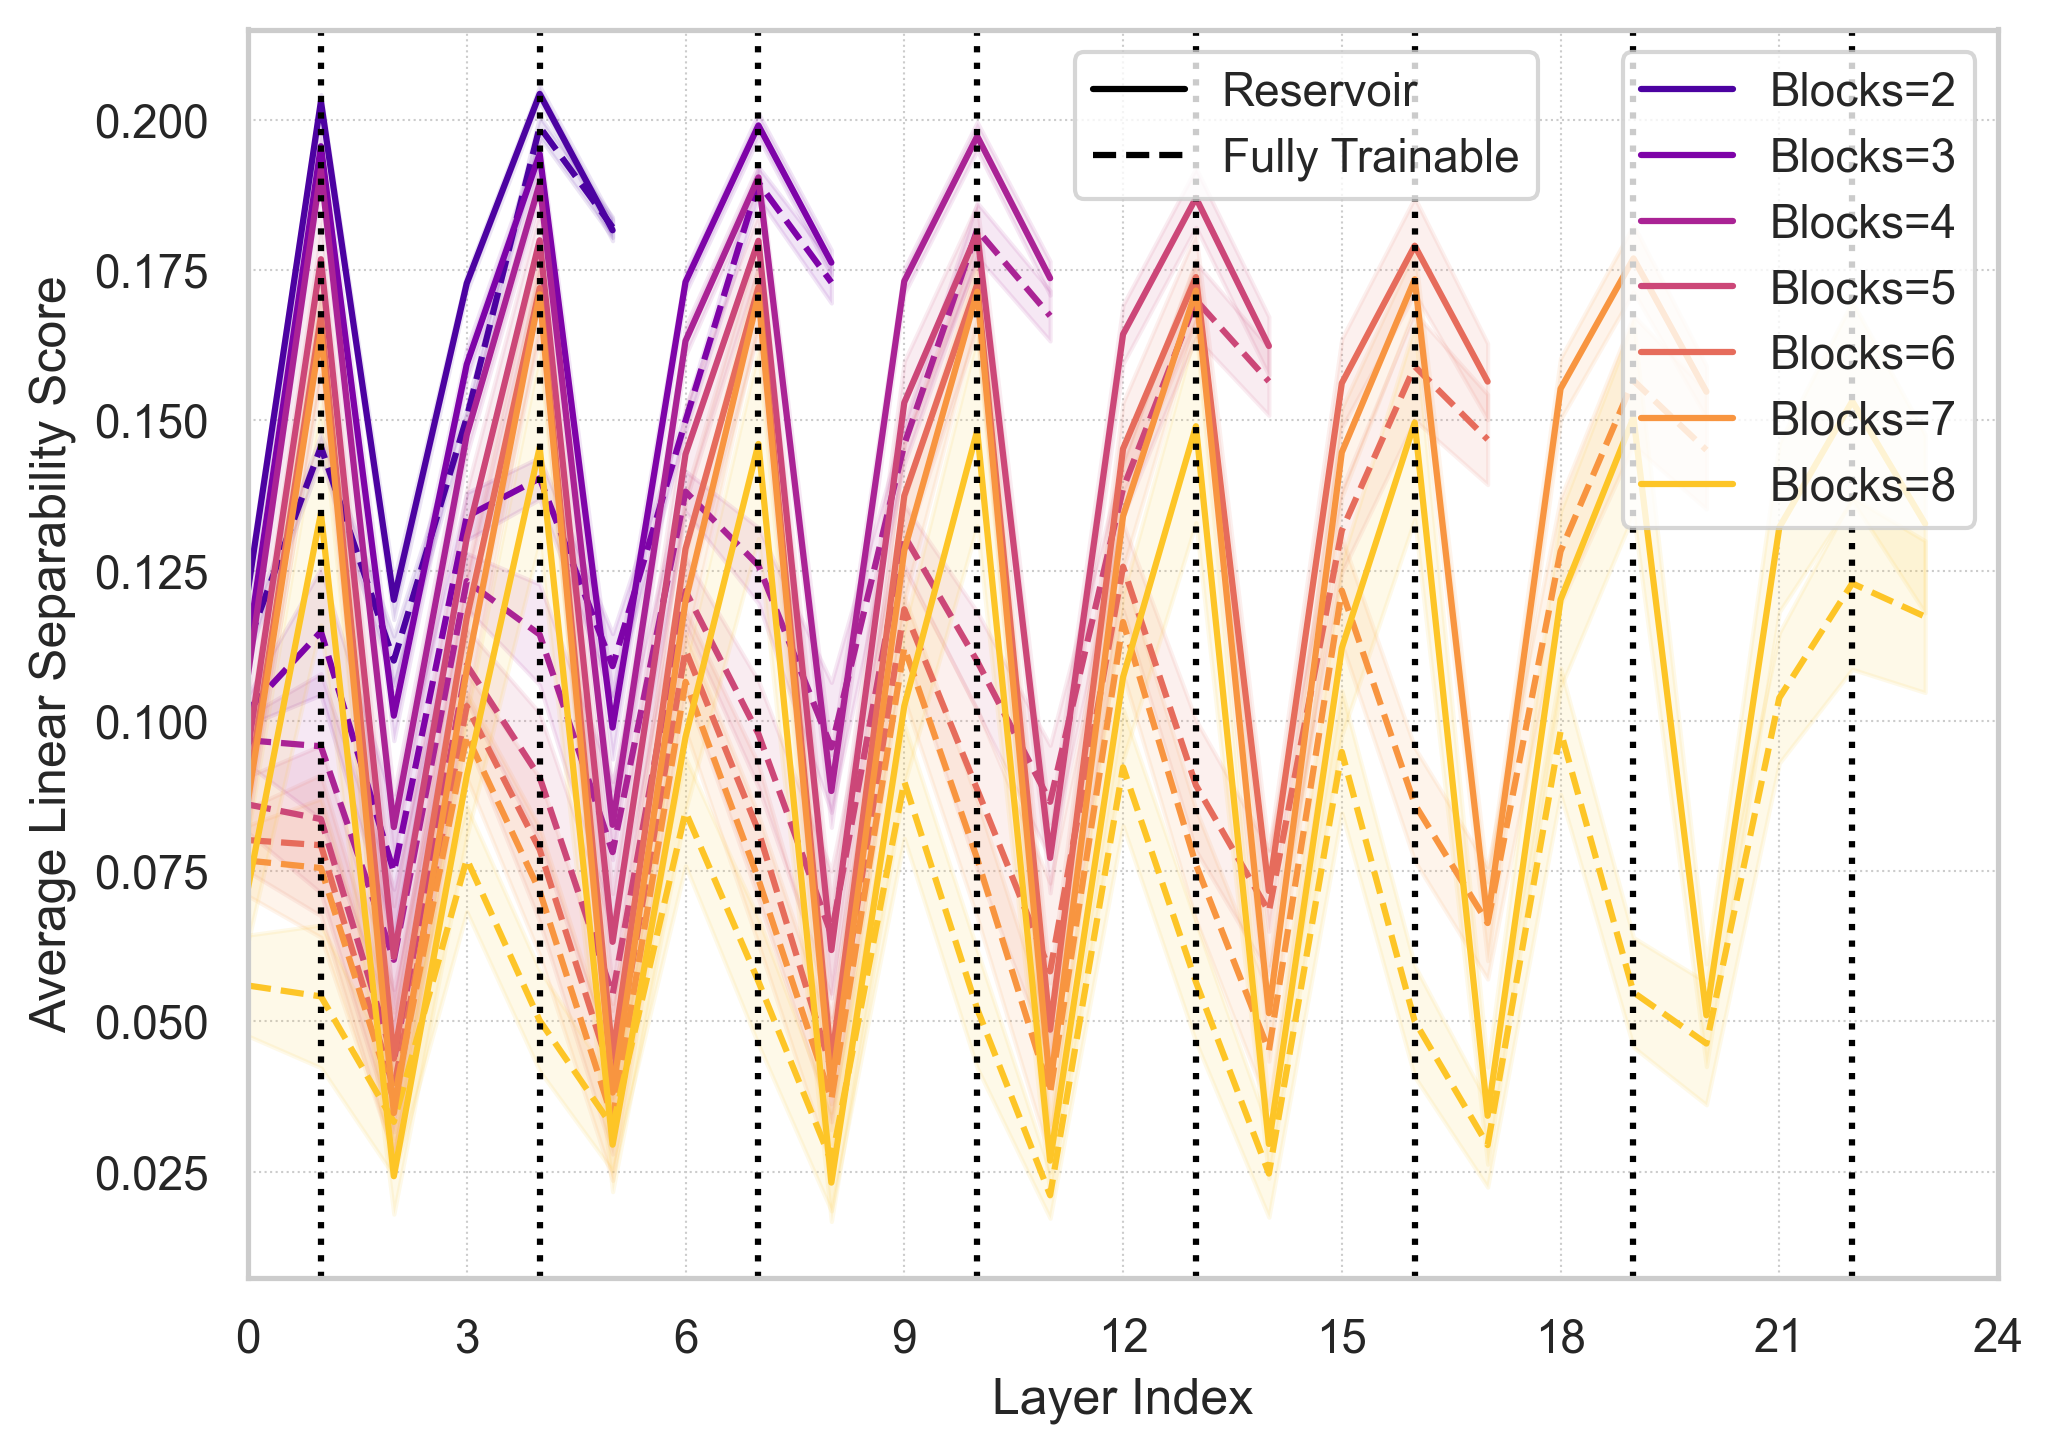 Average Linear Separability Score
0.200
0.175
0.150
0.125
0.100
0.075
0.050
0.025
Reservoir
Fully Trainable
Blocks=2
Blocks=3
Blocks=4
Blocks=5
Blocks=6
Blocks=7
Blocks=8
0 3 6 9 12 15 18 21 24
Layer Index